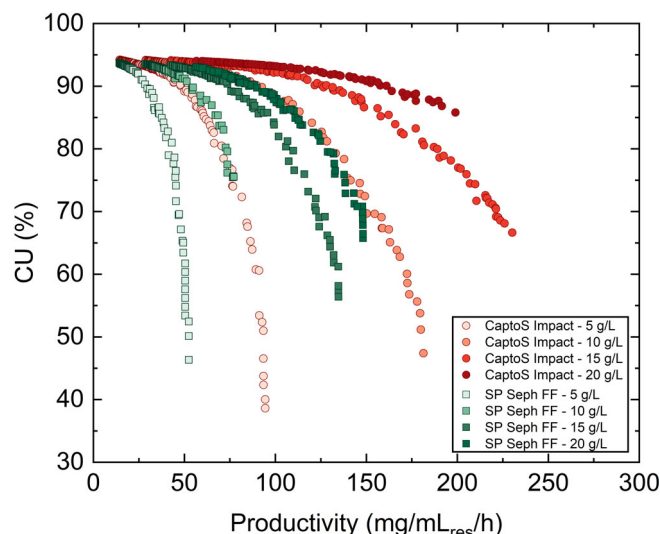 100
90
80
70
60
50
40
30
CU (%)
0 50 100 150 200 250 300
Productivity (mg/mLres/h)
CaptoS Impact - 5 g/L
CaptoS Impact - 10 g/L
CaptoS Impact - 15 g/L
CaptoS Impact - 20 g/L
SP Seph FF - 5 g/L
SP Seph FF - 10 g/L
SP Seph FF - 15 g/L
SP Seph FF - 20 g/L